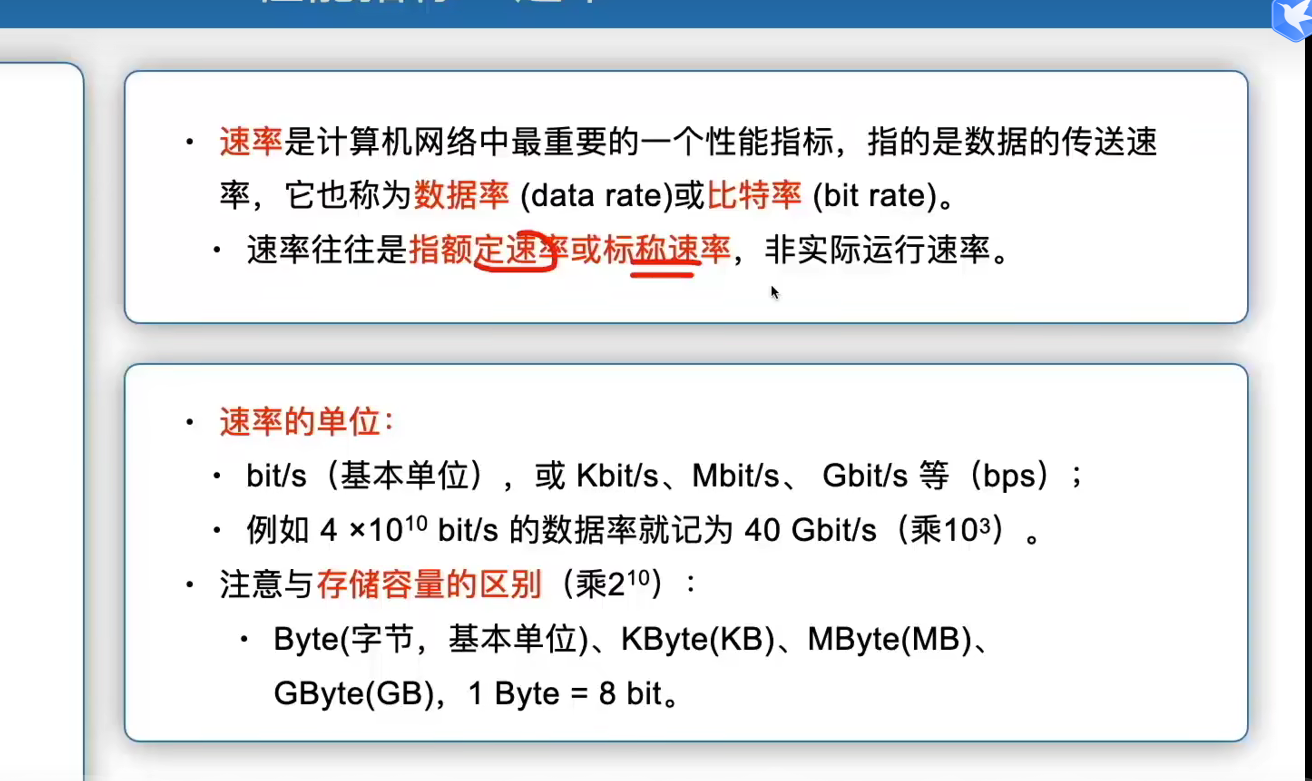 速率是计算机网络中最重要的一个性能指标，指的是数据的传送速
率，它也称为数据率 (data rate)或比特率 (bit rate)。
速率往往是指额定速率或标称速率，非实际运行速率。
速率的单位：
bit/s（基本单位），或 Kbit/s、Mbit/s、 Gbit/s 等（bps）；
例如 4 ×10¹⁰ bit/s 的数据率就记为 40 Gbit/s（乘10³）。
注意与存储容量的区别（乘2¹⁰）：
Byte(字节，基本单位)、KByte(KB)、MByte(MB)、
GByte(GB)，1 Byte = 8 bit。